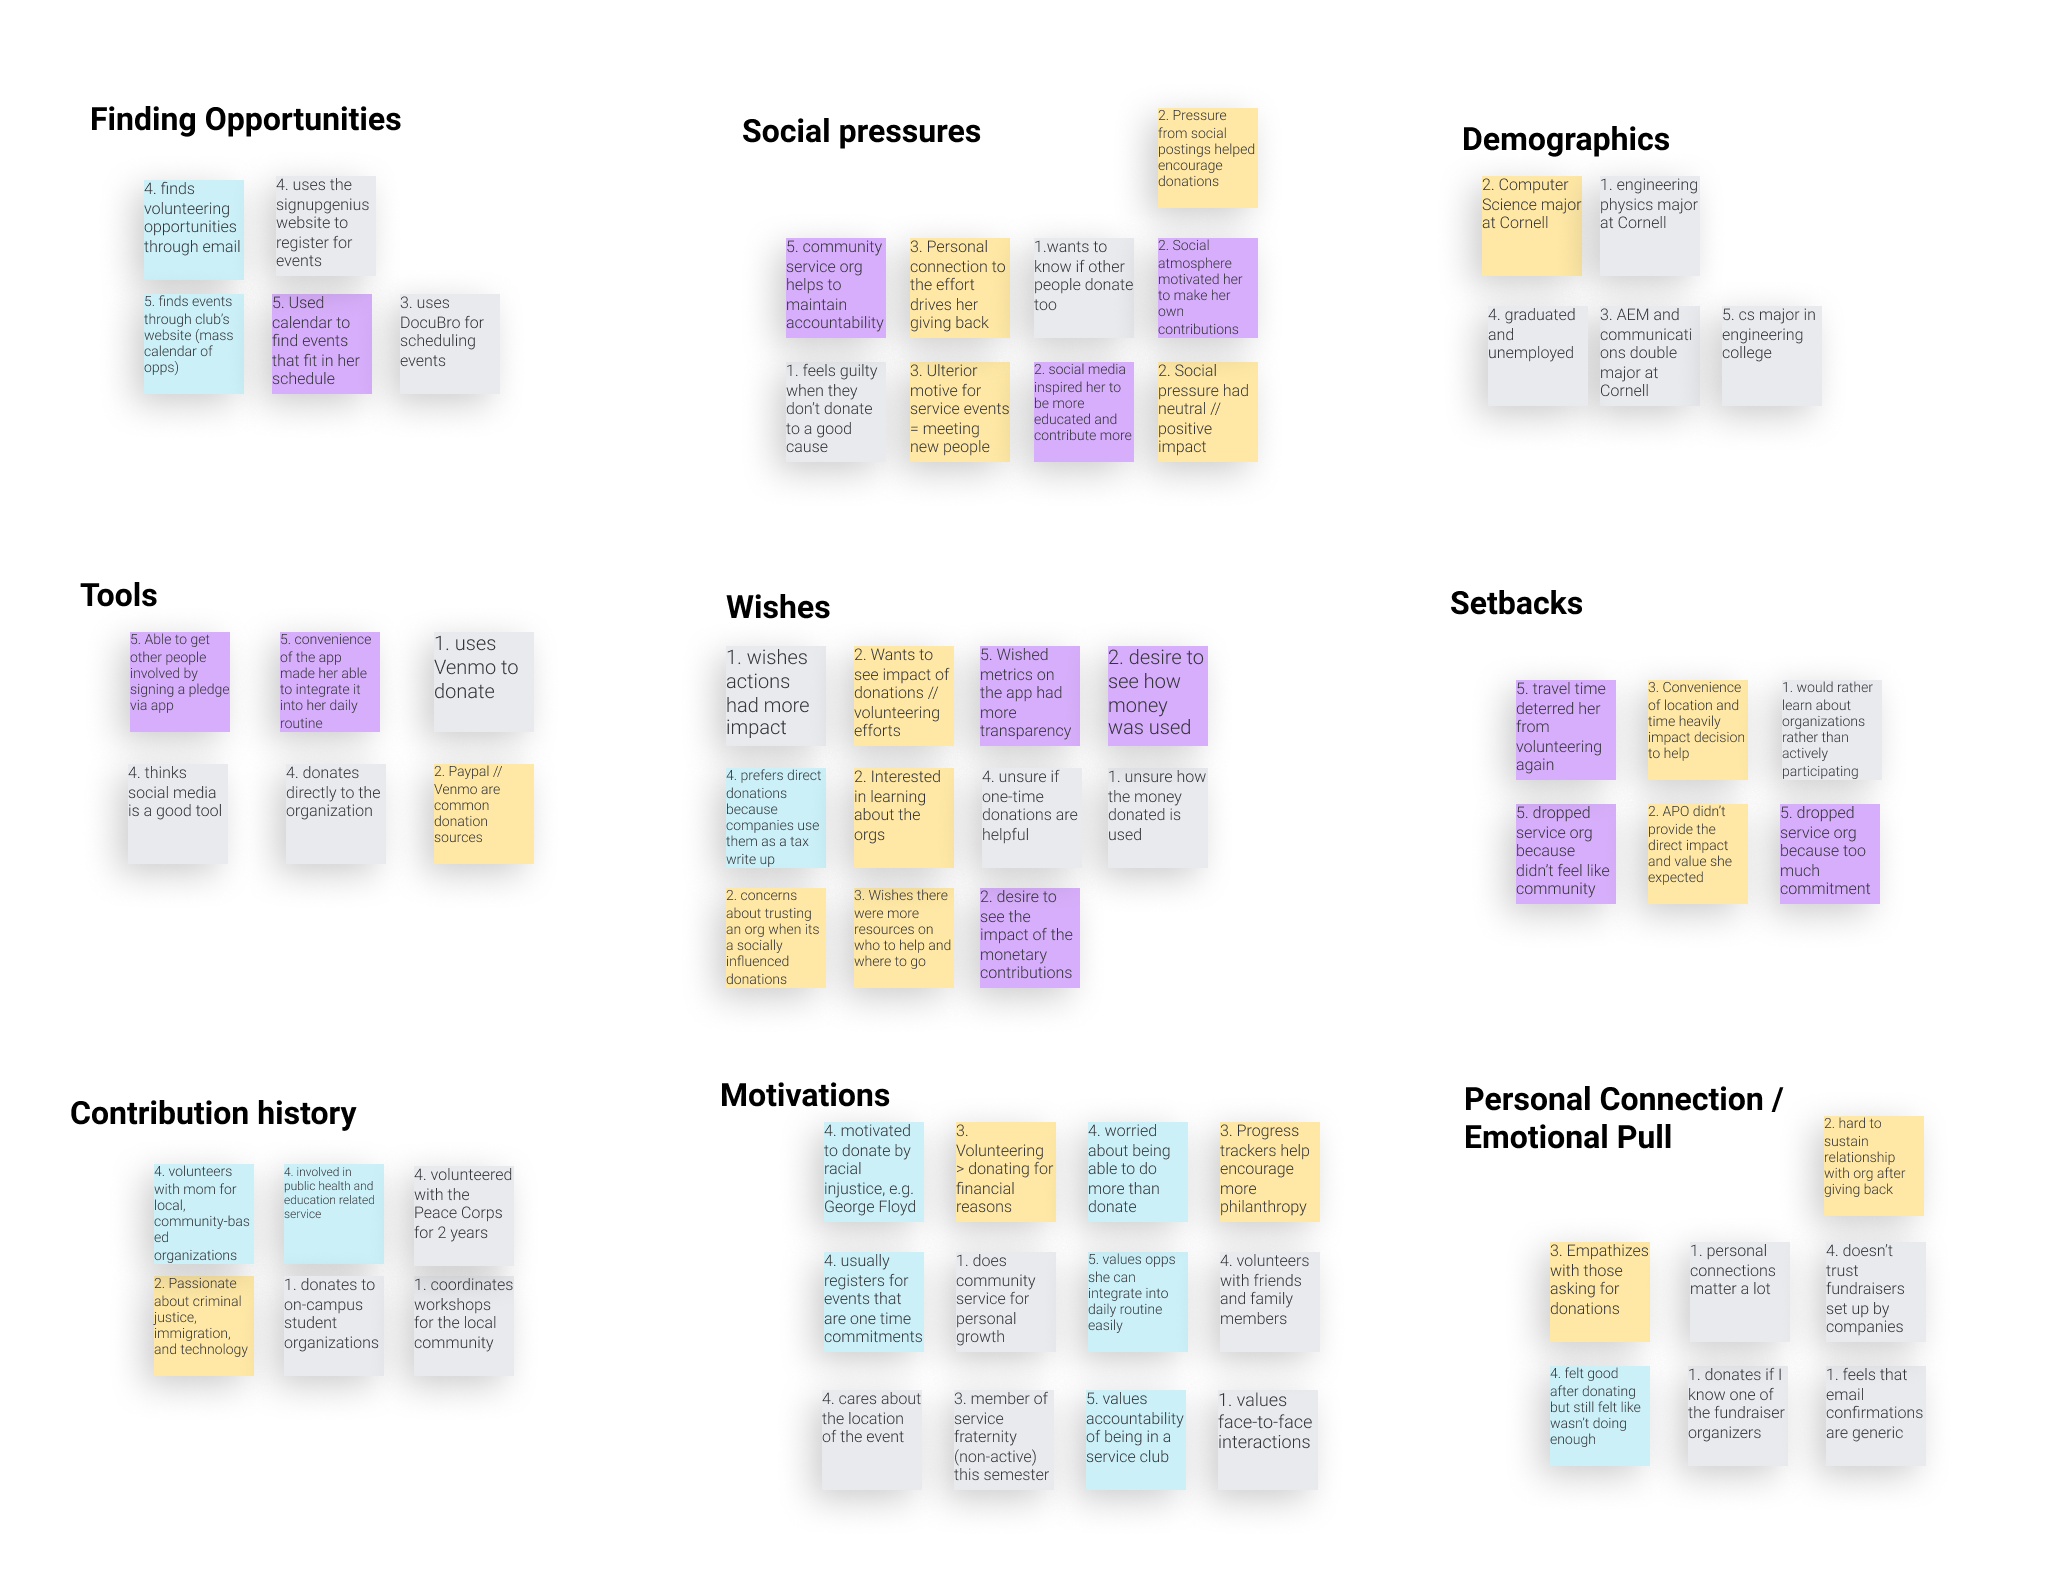 Finding Opportunities
4. finds
volunteering
opportunities
through email
4. uses the
signupgenius
website to
register for
events
5. finds events
through club's
website (mass
calendar of
opps)
5. Used
calendar to
find events
that fit in her
schedule
3. uses
DocuBro for
scheduling
events
Social pressures
2. Pressure
from social
postings helped
encourage
donations
5. community
service org
helps to
maintain
accountability
3. Personal
connection to
the effort
drives her
giving back
1.wants to
know if other
people donate
too
2. Social
atmosphere
motivated her
to make her
own
contributions
1. feels guilty
when they
don't donate
to a good
cause
3. Ulterior
motive for
service events
= meeting
new people
2. social media
inspired her to
be more
educated and
contribute more
2. Social
pressure had
neutral //
positive
impact
Demographics
2. Computer
Science major
at Cornell
1. engineering
physics major
at Cornell
4. graduated
and
unemployed
3. AEM and
communicati
ons double
major at
Cornell
5. cs major in
engineering
college
Tools
5. Able to get
other people
involved by
signing a pledge
via app
5. convenience
of the app
made her able
to integrate it
into her daily
routine
1. uses
Venmo to
donate
4. thinks
social media
is a good tool
4. donates
directly to the
organization
2. Paypal //
Venmo are
common
donation
sources
Wishes
1. wishes
actions
had more
impact
2. Wants to
see impact of
donations //
volunteering
efforts
5. Wished
metrics on
the app had
more
transparency
2. desire to
see how
money
was used
4. prefers direct
donations
because
companies use
them as a tax
write up
2. Interested
in learning
about the
orgs
4. unsure if
one-time
donations are
helpful
1. unsure how
the money
donated is
used
2. concerns
about trusting
an org when its
a socially
influenced
donations
3. Wishes there
were more
resources on
who to help and
where to go
2. desire to
see the
impact of the
monetary
contributions
Setbacks
5. travel time
deterred her
from
volunteering
again
3. Convenience
of location and
time heavily
impact decision
to help
1. would rather
learn about
organizations
rather than
actively
participating
5. dropped
service org
because
didn't feel like
community
2. APO didn't
provide the
direct impact
and value she
expected
5. dropped
service org
because too
much
commitment
Contribution history
4. volunteers
with mom for
local,
community-bas
ed
organizations
4. involved in
public health and
education related
service
4. volunteered
with the
Peace Corps
for 2 years
2. Passionate
about criminal
justice,
immigration,
and technology
1. donates to
on-campus
student
organizations
1. coordinates
workshops
for the local
community
Motivations
4. motivated
to donate by
racial
injustice, e.g.
George Floyd
3.
Volunteering
> donating for
financial
reasons
4. worried
about being
able to do
more than
donate
3. Progress
trackers help
encourage
more
philanthropy
4. usually
registers for
events that
are one time
commitments
1. does
community
service for
personal
growth
5. values opps
she can
integrate into
daily routine
easily
4. volunteers
with friends
and family
members
4. cares about
the location
of the event
3. member of
service
fraternity
(non-active)
this semester
5. values
accountability
of being in a
service club
1. values
face-to-face
interactions
Personal Connection /
Emotional Pull
2. hard to
sustain
relationship
with org after
giving back
3. Empathizes
with those
asking for
donations
1. personal
connections
matter a lot
4. doesn't
trust
fundraisers
set up by
companies
4. felt good
after donating
but still felt like
wasn't doing
enough
1. donates if I
know one of
the fundraiser
organizers
1. feels that
email
confirmations
are generic